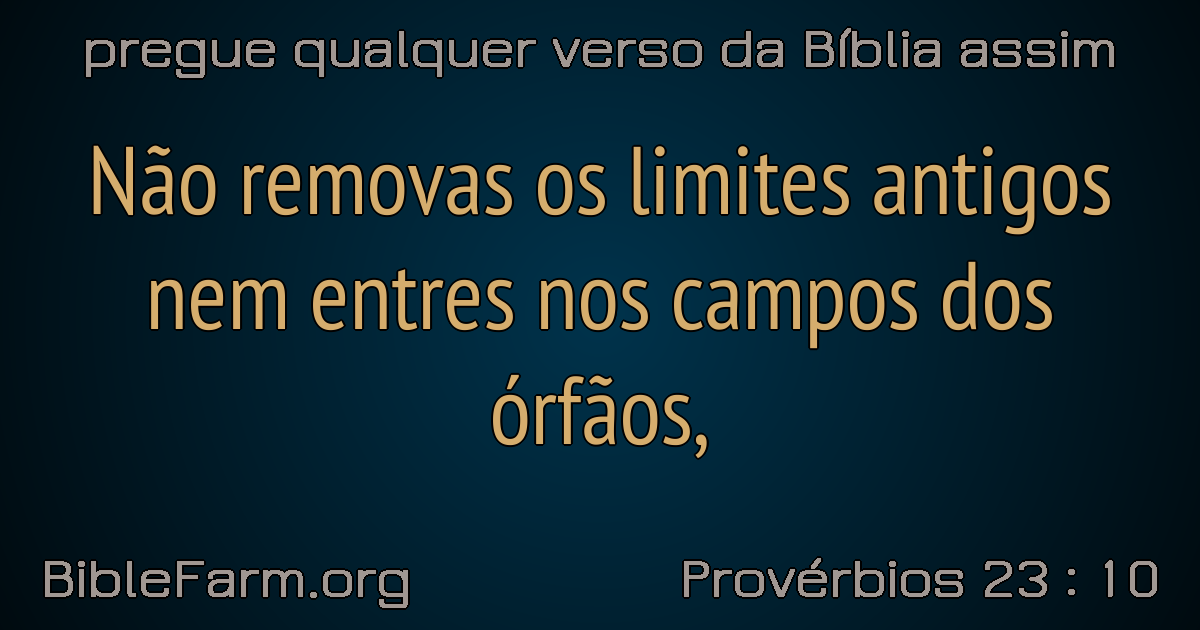 pregue qualquer verso da Bíblia assim
Não removas os limites antigos
nem entres nos campos dos
órfãos,
BibleFarm.org
Provérbios 23 : 10